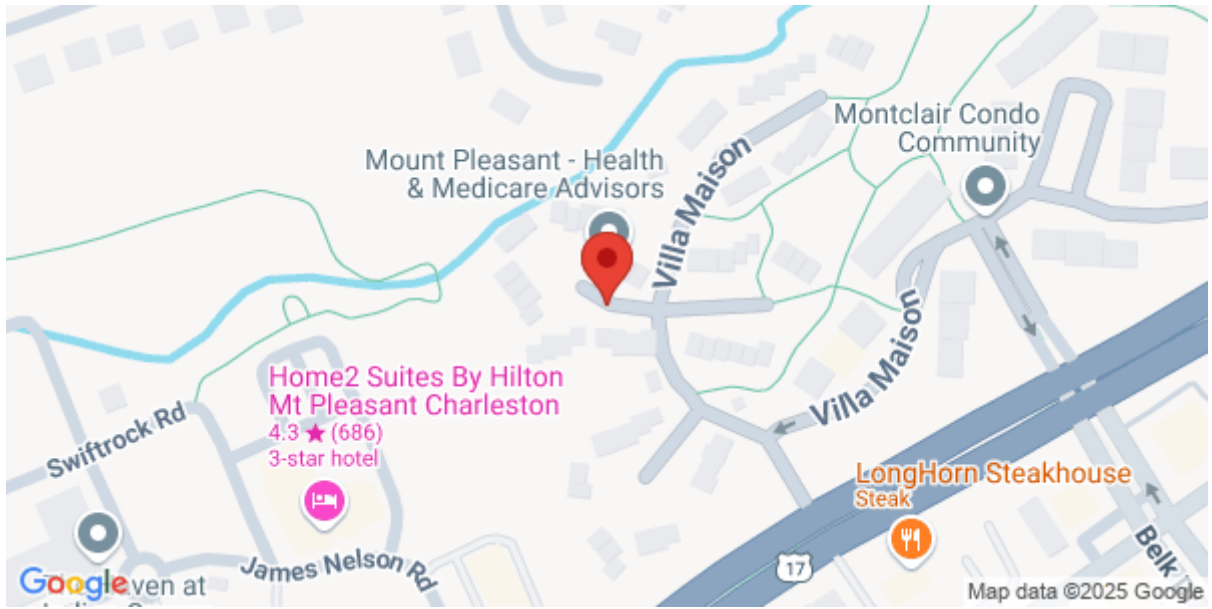 Montclair Condo
Community
Mount Pleasant - Health
& Medicare Advisors
Villa Maison
Villa Maison
Home2 Suites By Hilton
Mt Pleasant Charleston
4.3 ★ (686)
3-star hotel
Swiftrock Rd
LongHorn Steakhouse
Steak
James Nelson Rd
17
Belk
Google
aven at
Map data ©2025 Google